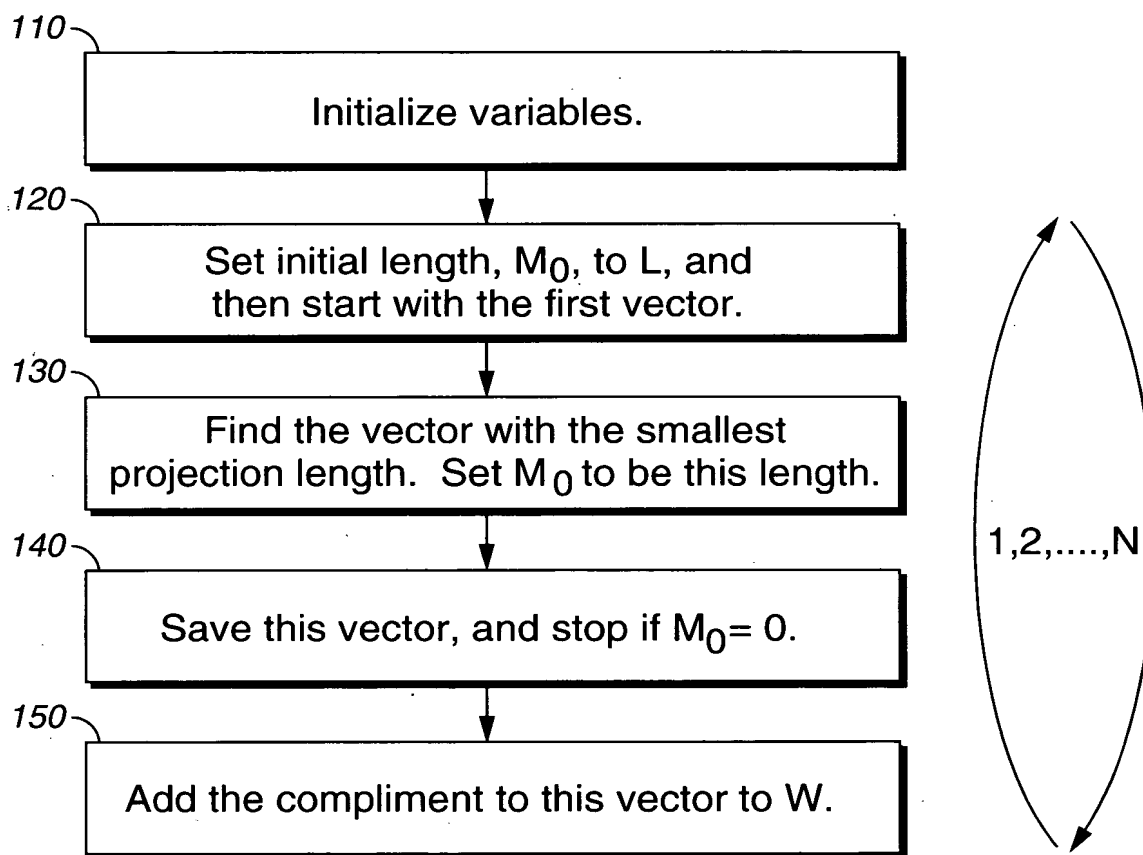 110
Initialize variables.
120
Set initial length, M0, to L, and
then start with the first vector.
130
Find the vector with the smallest
projection length. Set M0 to be this length.
1,2,....,N
140
Save this vector, and stop if M0= 0.
150
Add the compliment to this vector to W.